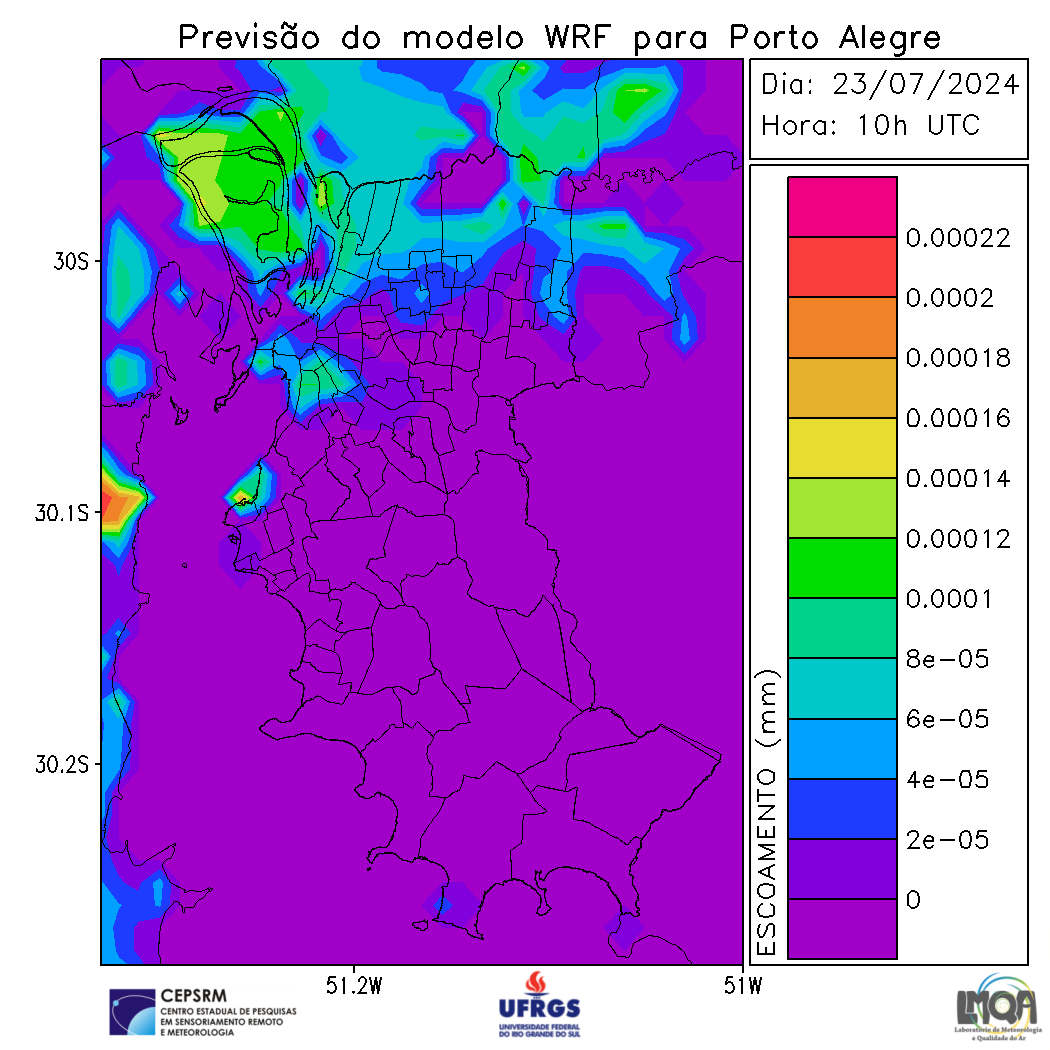 Previsão do modelo WRF para Porto Alegre
Dia: 23/07/2024
Hora: 10h UTC
30S
30.1S
30.2S
51.2W
51W
ESCOAMENTO (mm)
0.00022
0.0002
0.00018
0.00016
0.00014
0.00012
0.0001
8e-05
6e-05
4e-05
2e-05
0
CEPSRM
CENTRO ESTADUAL DE PESQUISAS
EM SENSORIAMENTO REMOTO
E METEOROLOGIA
UFRGS
UNIVERSIDADE FEDERAL
DO RIO GRANDE DO SUL
LMQA
Laboratório de Meteorologia
e Qualidade do Ar